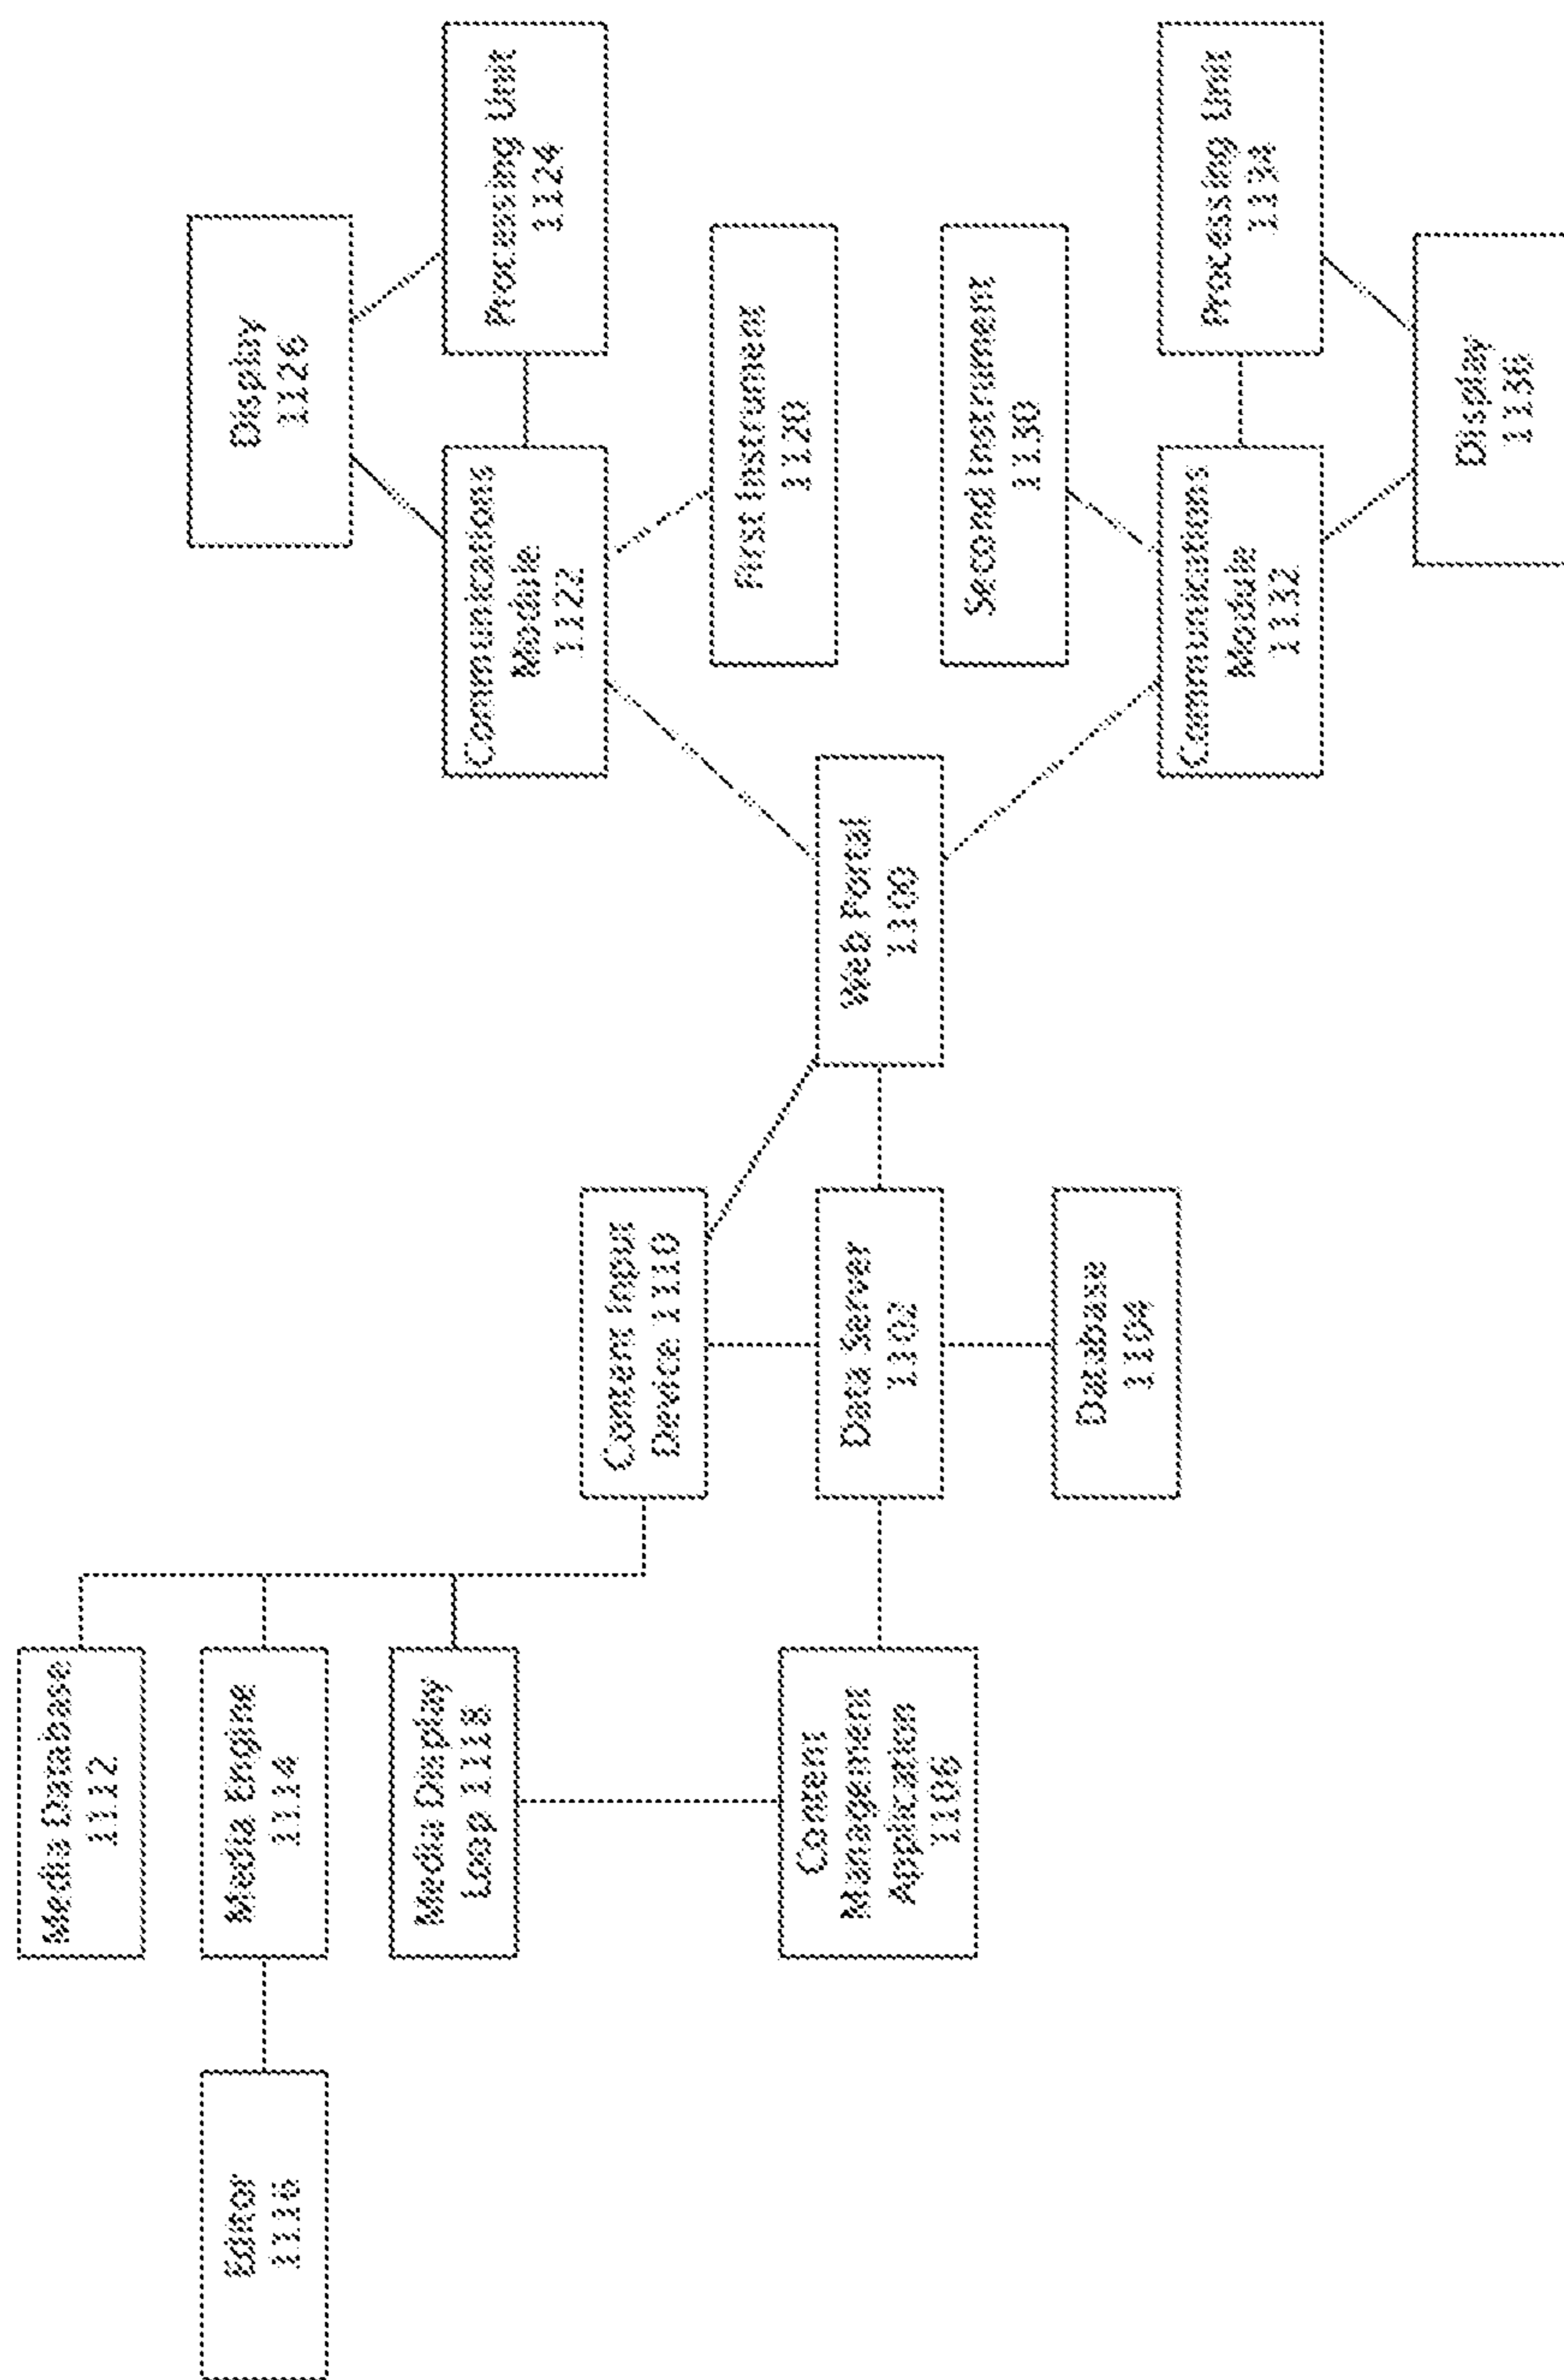 Editor
1116
Media Database
1112
Media Engine
1114
Media Display
Loop 1118
Content
Management
Application
1106
Content Input
Device 1110
Data Server
1102
Database
1104
Web Portal
1100
Display
1126
Communications
Module
1122
Processing Unit
1124
First Instrument
1120
Second Instrument
1130
Communications
Module
1132
Processing Unit
1134
Display
1136